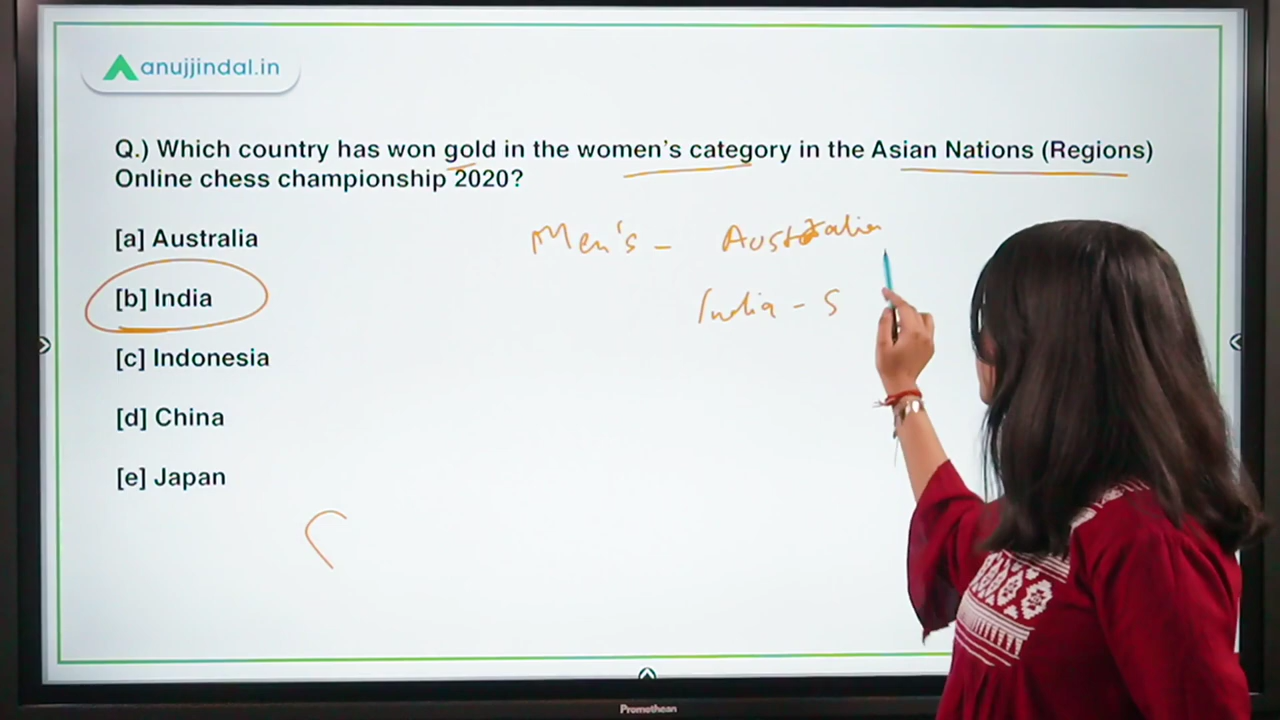 anujjindal.in
Q.) Which country has won gold in the women's category in the Asian Nations (Regions)
Online chess championship 2020?
[a] Australia
Men's - Australia
[b] India
India - S
[c] Indonesia
[d] China
[e] Japan
Promethean